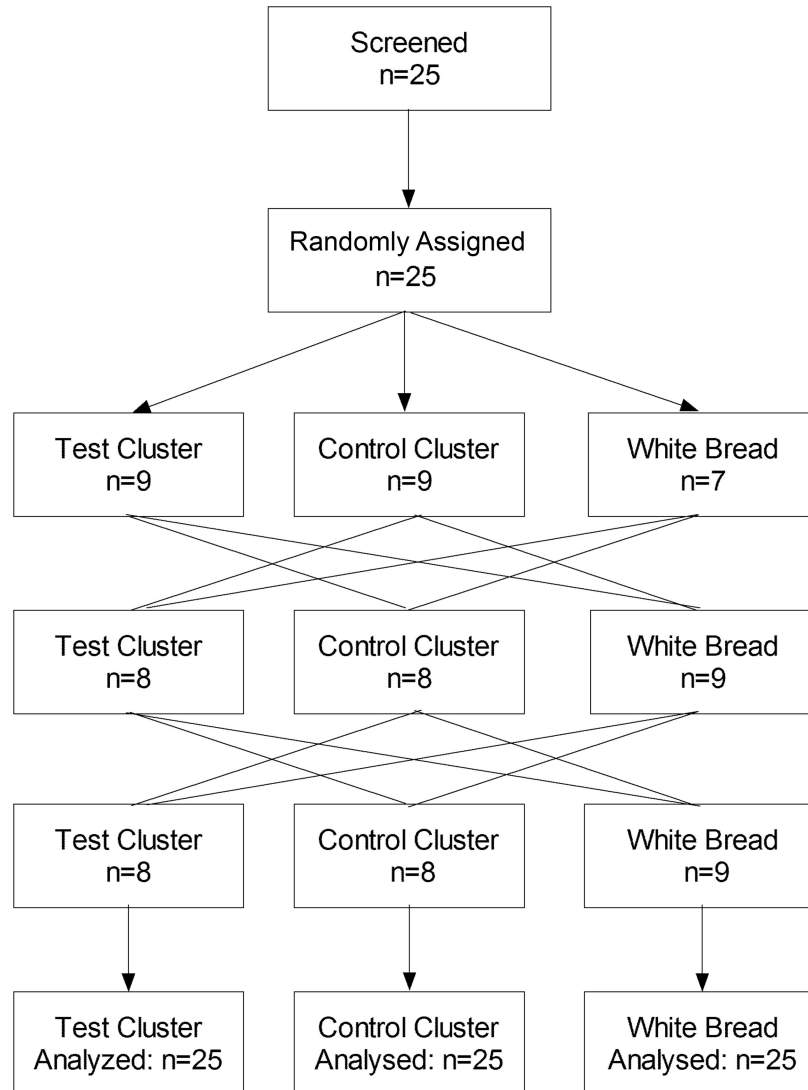 Screened
n=25
Randomly Assigned
n=25
Test Cluster
n=9
Control Cluster
n=9
White Bread
n=7
Test Cluster
n=8
Control Cluster
n=8
White Bread
n=9
Test Cluster
n=8
Control Cluster
n=8
White Bread
n=9
Test Cluster
Analyzed: n=25
Control Cluster
Analysed: n=25
White Bread
Analysed: n=25